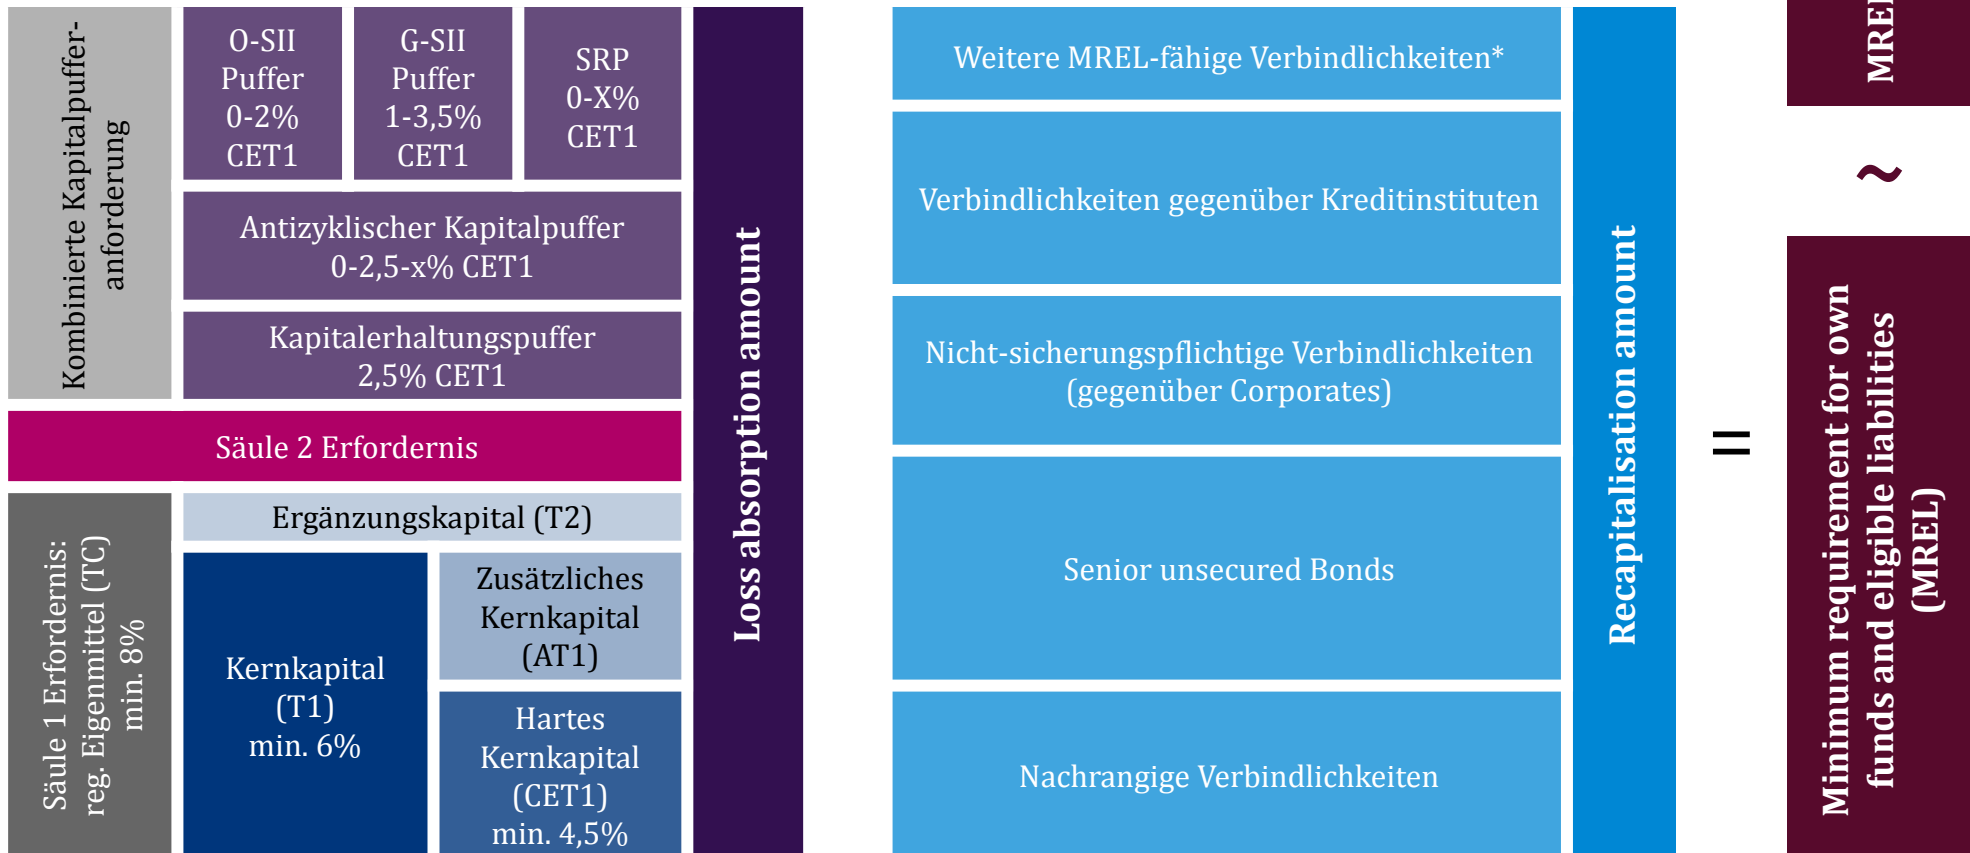 Kombinierte Kapitalpuffer-
anforderung
O-SII
Puffer
0-2%
CET1
G-SII
Puffer
1-3,5%
CET1
SRP
0-X%
CET1
Antizyklischer Kapitalpuffer
0-2,5-x% CET1
Kapitalerhaltungspuffer
2,5% CET1
Säule 2 Erfordernis
Säule 1 Erfordernis:
reg. Eigenmittel (TC)
min. 8%
Ergänzungskapital (T2)
Kernkapital
(T1)
min. 6%
Zusätzliches
Kernkapital
(AT1)
Hartes
Kernkapital
(CET1)
min. 4,5%
Loss absorption amount
Weitere MREL-fähige Verbindlichkeiten*
Verbindlichkeiten gegenüber Kreditinstituten
Nicht-sicherungspflichtige Verbindlichkeiten
(gegenüber Corporates)
Senior unsecured Bonds
Nachrangige Verbindlichkeiten
Recapitalisation amount
=
MREL
~
Minimum requirement for own
funds and eligible liabilities
(MREL)